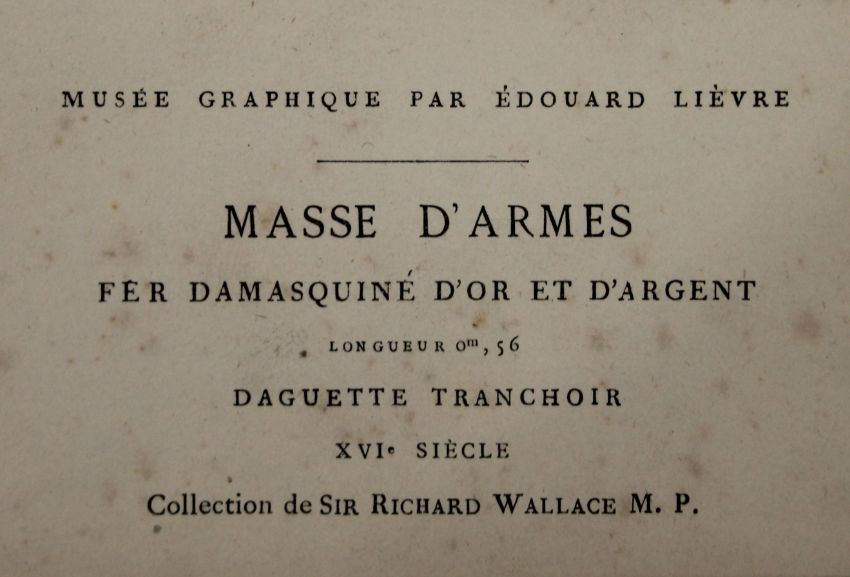 MUSÉE GRAPHIQUE PAR ÉDOUARD LIÈVRE
MASSE D'ARMES
FER DAMASQUINÉ D'OR ET D'ARGENT
LONGUEUR 0ᵐ,56
DAGUETTE TRANCHOIR
XVIᵉ SIÈCLE
Collection de SIR RICHARD WALLACE M. P.